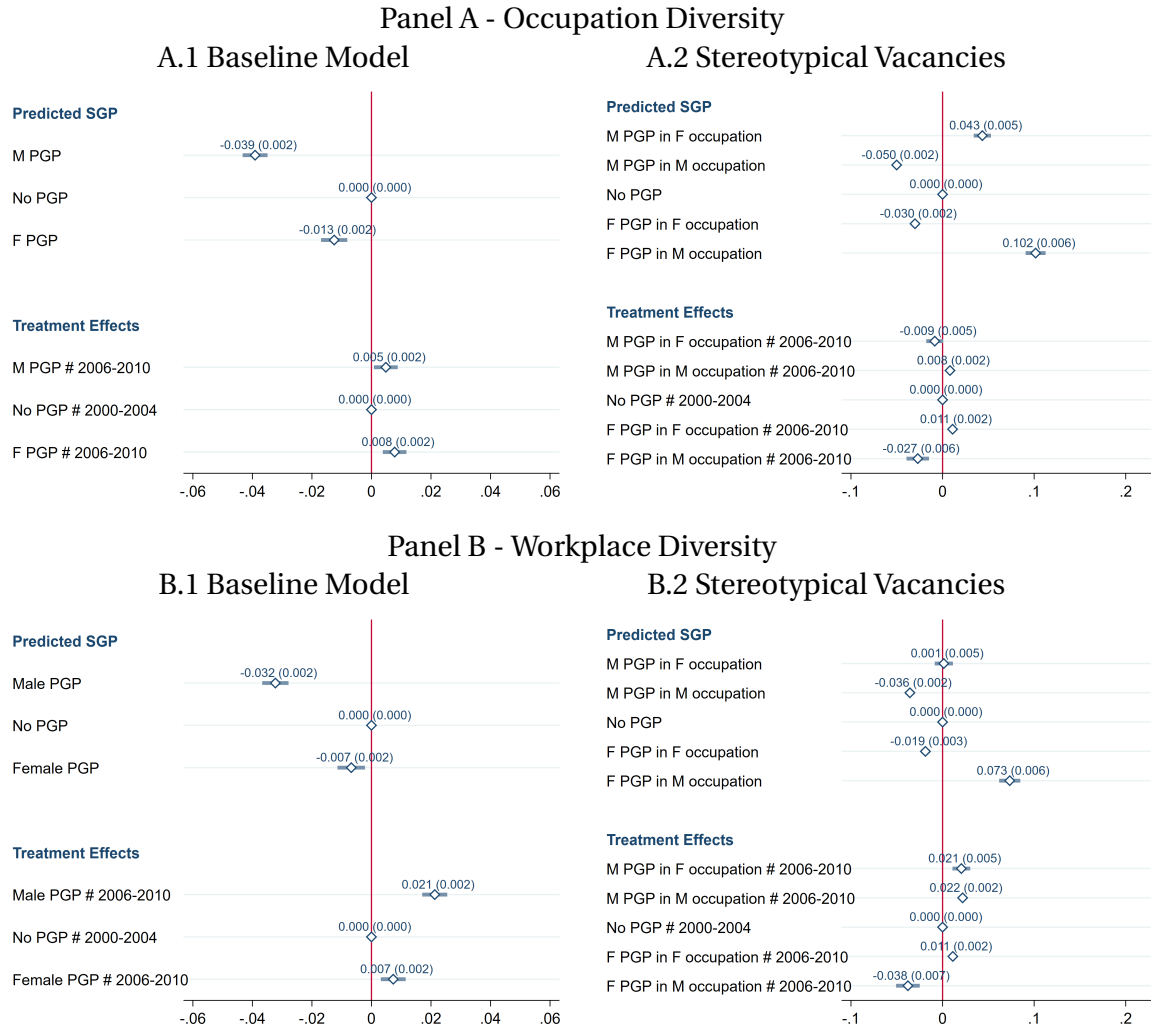 Panel A - Occupation Diversity
A.1 Baseline Model
Predicted SGP
-0.039 (0.002)
M PGP
0.000 (0.000)
No PGP
-0.013 (0.002)
F PGP
Treatment Effects
0.005 (0.002)
M PGP # 2006-2010
0.000 (0.000)
No PGP # 2000-2004
0.008 (0.002)
F PGP # 2006-2010
-.06 -.04 -.02 0 .02 .04 .06
A.2 Stereotypical Vacancies
Predicted SGP
0.043 (0.005)
M PGP in F occupation
-0.050 (0.002)
M PGP in M occupation
0.000 (0.000)
No PGP
-0.030 (0.002)
F PGP in F occupation
0.102 (0.006)
F PGP in M occupation
Treatment Effects
-0.009 (0.005)
M PGP in F occupation # 2006-2010
0.008 (0.002)
M PGP in M occupation # 2006-2010
0.000 (0.000)
No PGP # 2000-2004
0.011 (0.002)
F PGP in F occupation # 2006-2010
-0.027 (0.006)
F PGP in M occupation # 2006-2010
-.1 0 .1 .2
Panel B - Workplace Diversity
B.1 Baseline Model
Predicted SGP
-0.032 (0.002)
Male PGP
0.000 (0.000)
No PGP
-0.007 (0.002)
Female PGP
Treatment Effects
0.021 (0.002)
Male PGP # 2006-2010
0.000 (0.000)
No PGP # 2000-2004
0.007 (0.002)
Female PGP # 2006-2010
-.06 -.04 -.02 0 .02 .04 .06
B.2 Stereotypical Vacancies
Predicted SGP
0.001 (0.005)
M PGP in F occupation
-0.036 (0.002)
M PGP in M occupation
0.000 (0.000)
No PGP
-0.019 (0.003)
F PGP in F occupation
0.073 (0.006)
F PGP in M occupation
Treatment Effects
0.021 (0.005)
M PGP in F occupation # 2006-2010
0.022 (0.002)
M PGP in M occupation # 2006-2010
0.000 (0.000)
No PGP # 2000-2004
0.011 (0.002)
F PGP in F occupation # 2006-2010
-0.038 (0.007)
F PGP in M occupation # 2006-2010
-.1 0 .1 .2